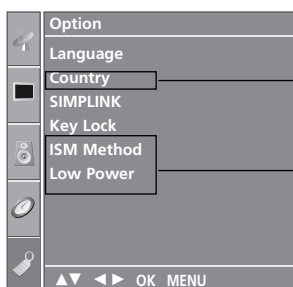 Option
Language
Country
SIMPLINK
Key Lock
ISM Method
Low Power
▲▼ ◄► OK MENU